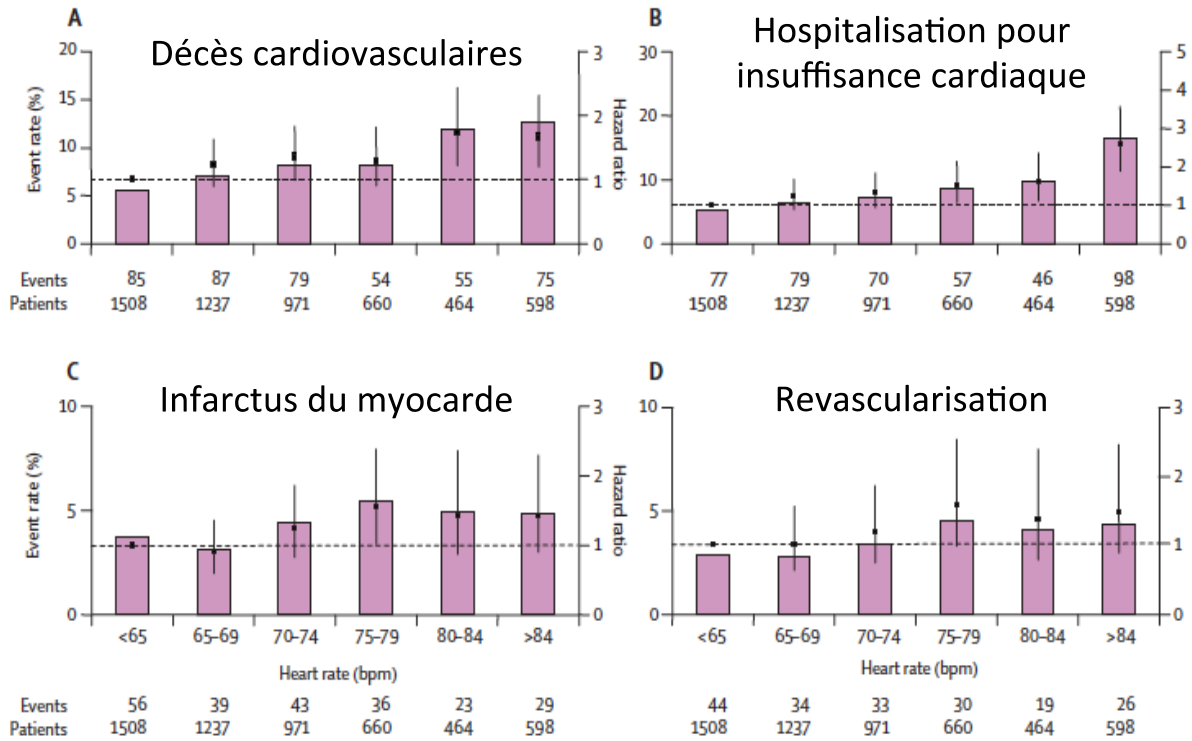 A
Décès cardiovasculaires
20
15
10
5
0
Event rate (%)
3
2
1
0
Hazard ratio
Events 85 87 79 54 55 75
Patients 1508 1237 971 660 464 598
B
Hospitalisation pour
insuffisance cardiaque
30
20
10
0
5
4
3
2
1
0
77 79 70 57 46 98
1508 1237 971 660 464 598
C
Infarctus du myocarde
10
5
0
Event rate (%)
3
2
1
0
Hazard ratio
<65 65–69 70–74 75–79 80–84 >84
Heart rate (bpm)
Events 56 39 43 36 23 29
Patients 1508 1237 971 660 464 598
D
Revascularisation
10
5
0
3
2
1
0
<65 65–69 70–74 75–79 80–84 >84
Heart rate (bpm)
44 34 33 30 19 26
1508 1237 971 660 464 598